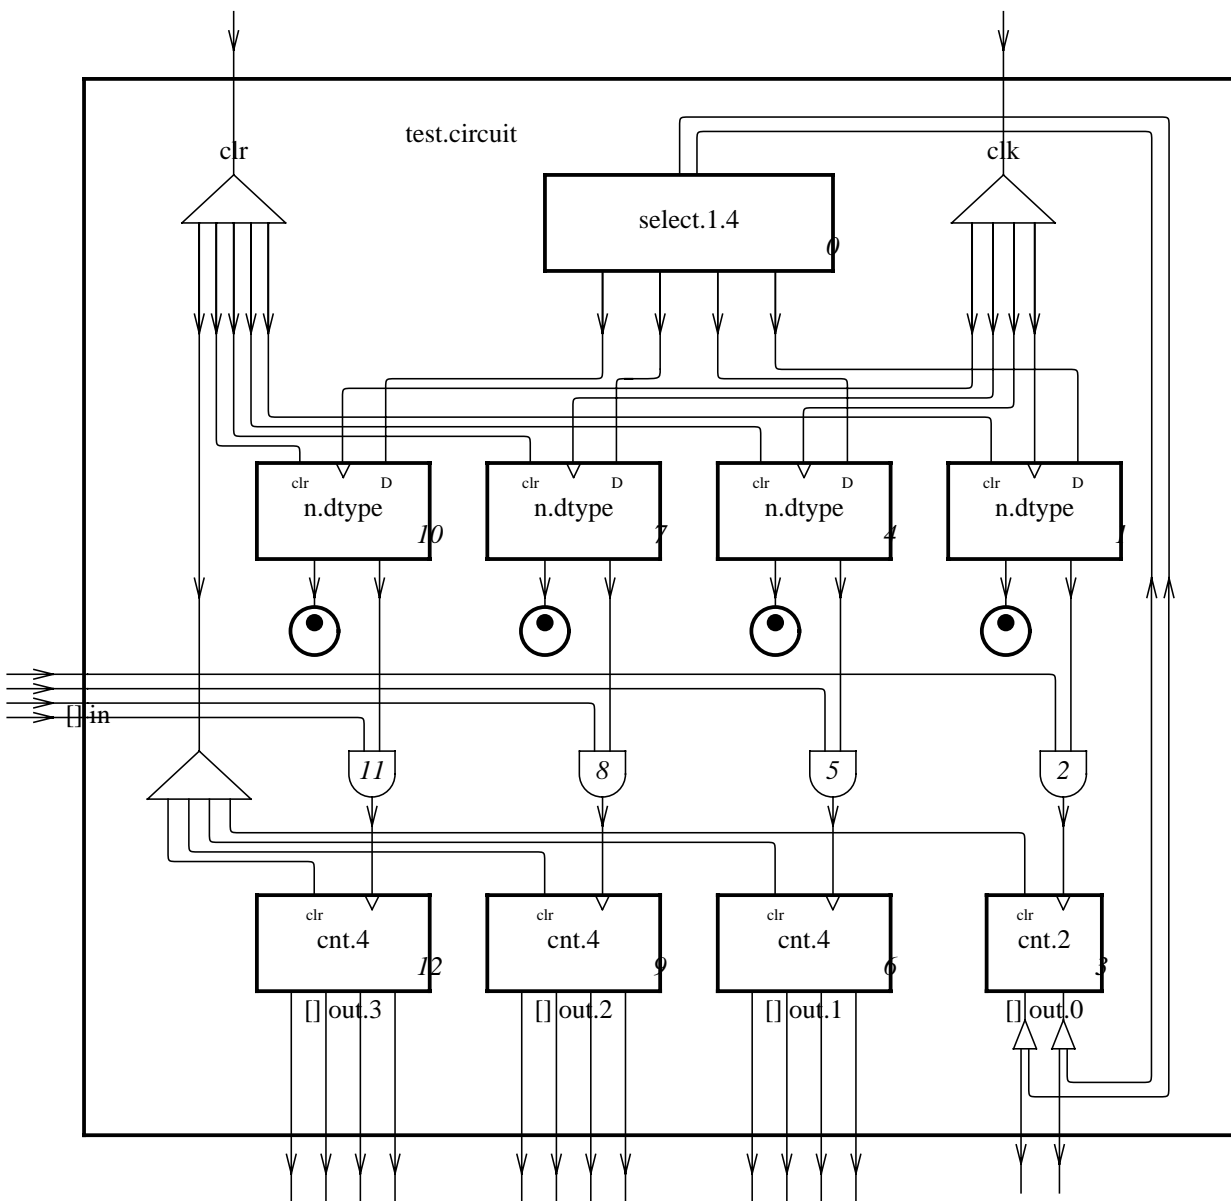 test.circuit
clr
clk
select.1.4
0
clr D
n.dtype
10
clr D
n.dtype
7
clr D
n.dtype
4
clr D
n.dtype
1
[] in
11
8
5
2
clr
cnt.4
12
clr
cnt.4
9
clr
cnt.4
6
clr
cnt.2
3
[] out.3
[] out.2
[] out.1
[] out.0